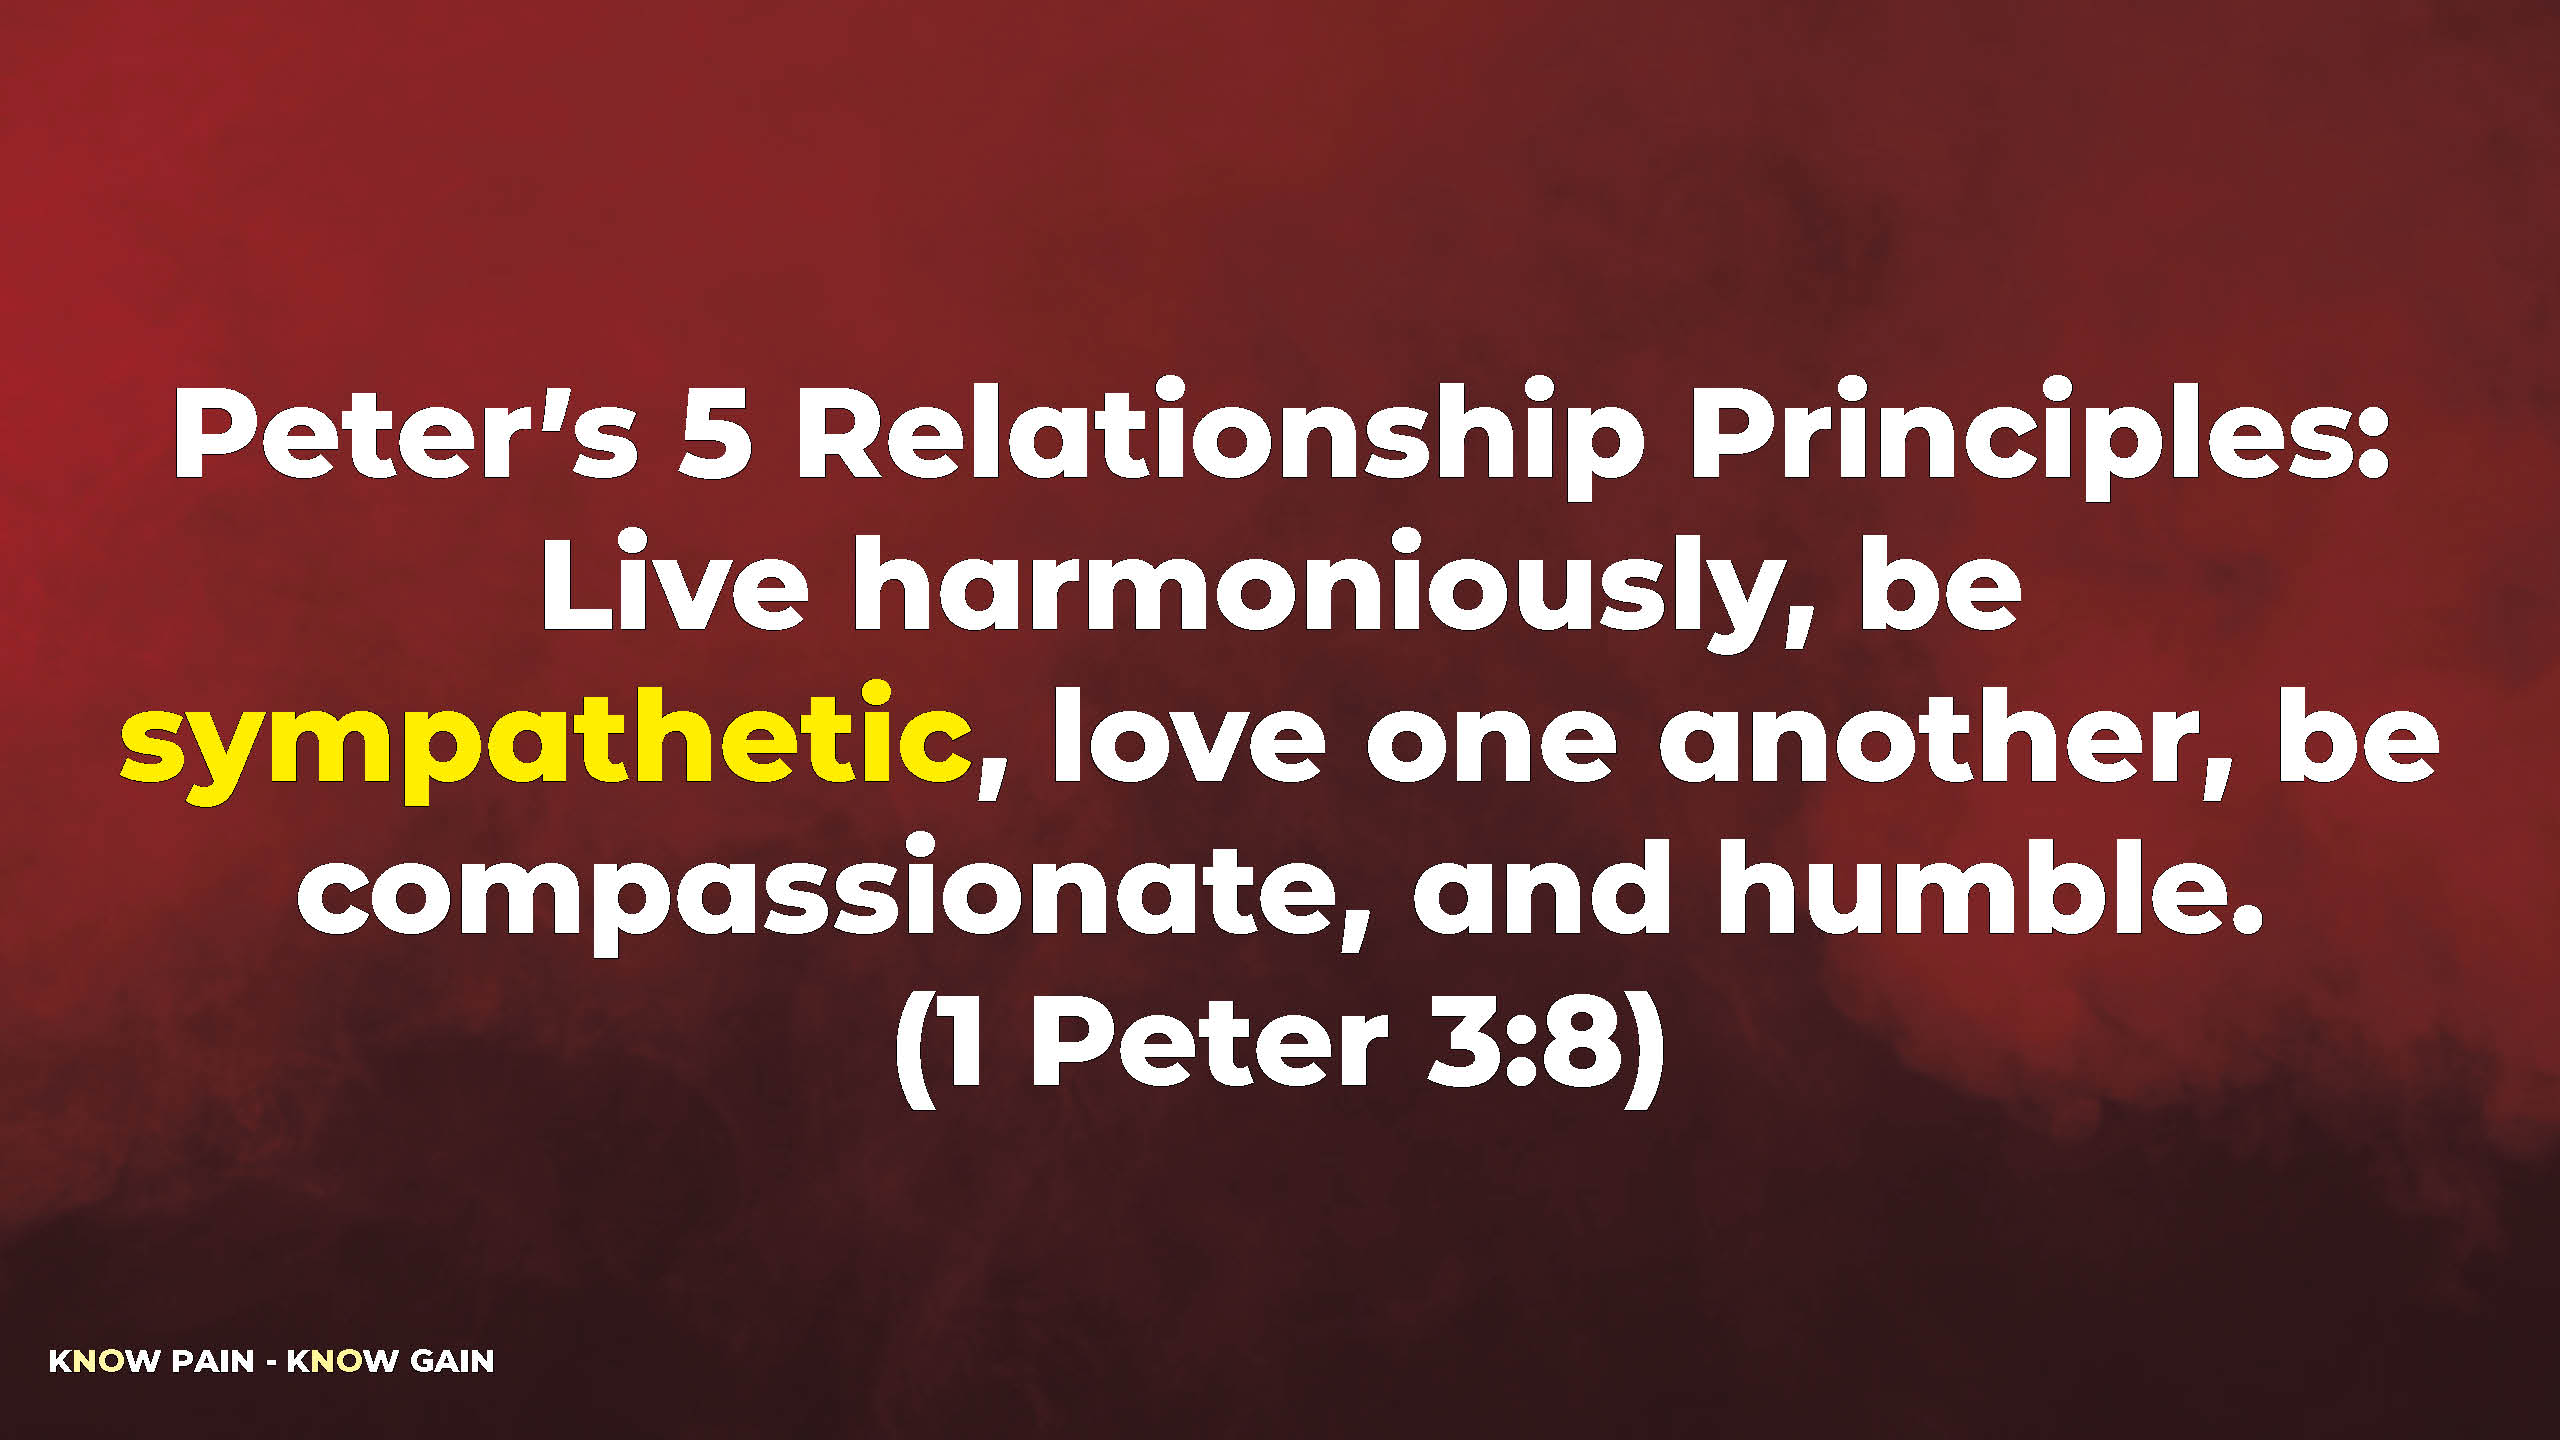 Peter’s 5 Relationship Principles:
Live harmoniously, be
sympathetic, love one another, be
compassionate, and humble.
(1 Peter 3:8)
KNOW PAIN - KNOW GAIN